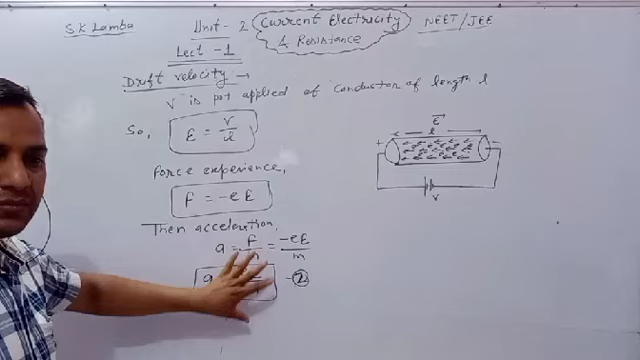 S.K Lamba
Unit - 2
Current Electricity
& Resistance
NEET/JEE
Lect - 1
Drift velocity →
V is pot applied of conductor of length l
So,
E = V/l
Force experience,
F = -eE
Then acceleration,
a = F/ = -eE/m
a =
- 2
E
l
+
-
V